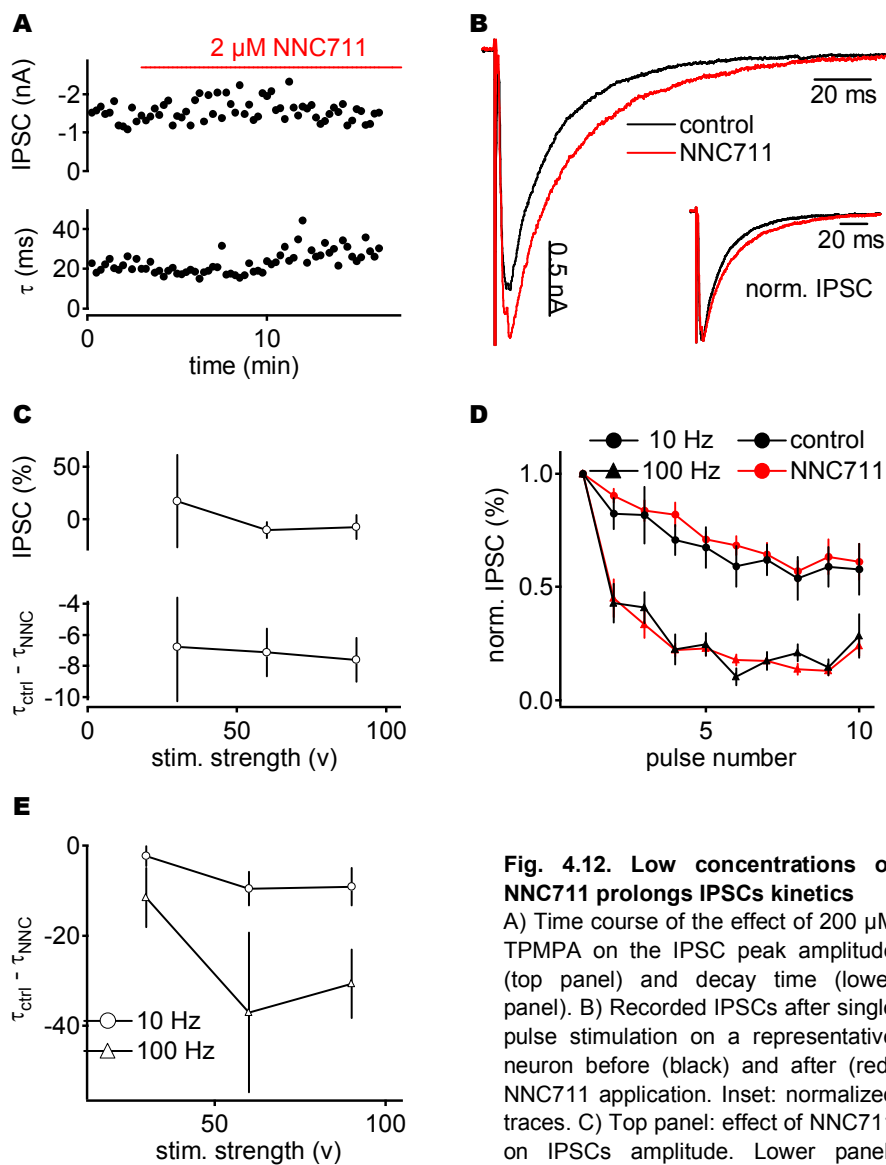 A
2 µM NNC711
IPSC (nA)
-2
-1
0
τ (ms)
40
20
0
0
10
time (min)
B
20 ms
control
NNC711
0.5 nA
20 ms
norm. IPSC
C
IPSC (%)
50
0
τctrl - τNNC
-4
-6
-8
-10
0
50
100
stim. strength (v)
D
10 Hz
control
100 Hz
NNC711
norm. IPSC (%)
1.0
0.5
0.0
5
10
pulse number
E
τctrl - τNNC
0
-20
-40
10 Hz
100 Hz
50
100
stim. strength (v)
Fig. 4.12. Low concentrations o
NNC711 prolongs IPSCs kinetics
A) Time course of the effect of 200 µM
TPMPA on the IPSC peak amplitude
(top panel) and decay time (lowe
panel). B) Recorded IPSCs after single
pulse stimulation on a representative
neuron before (black) and after (red
NNC711 application. Inset: normalized
traces. C) Top panel: effect of NNC71
on IPSCs amplitude. Lower panel